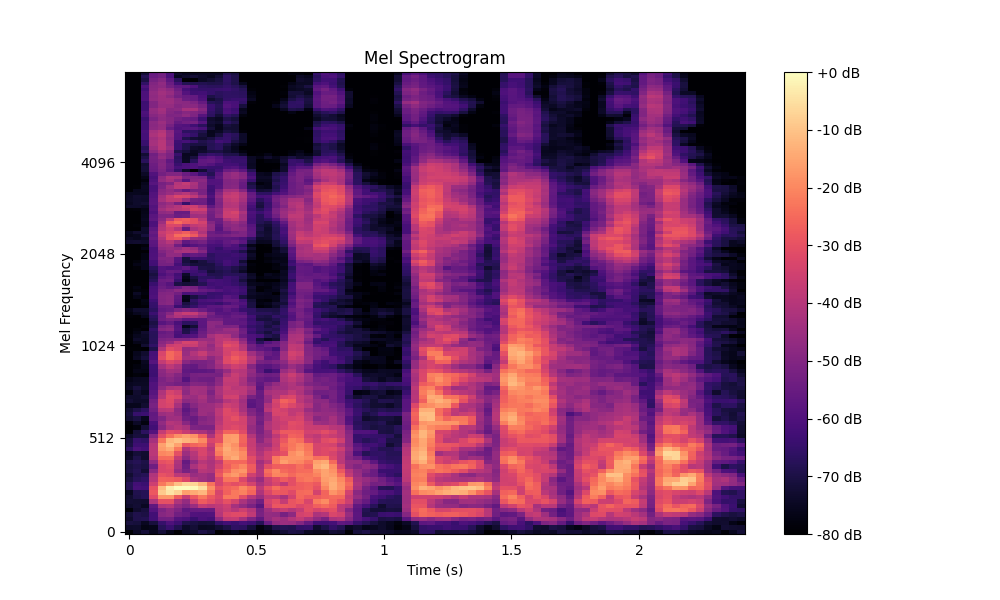 Mel Spectrogram
+0 dB
-10 dB
-20 dB
-30 dB
-40 dB
-50 dB
-60 dB
-70 dB
-80 dB
4096
2048
1024
512
0
Mel Frequency
0 0.5 1 1.5 2
Time (s)